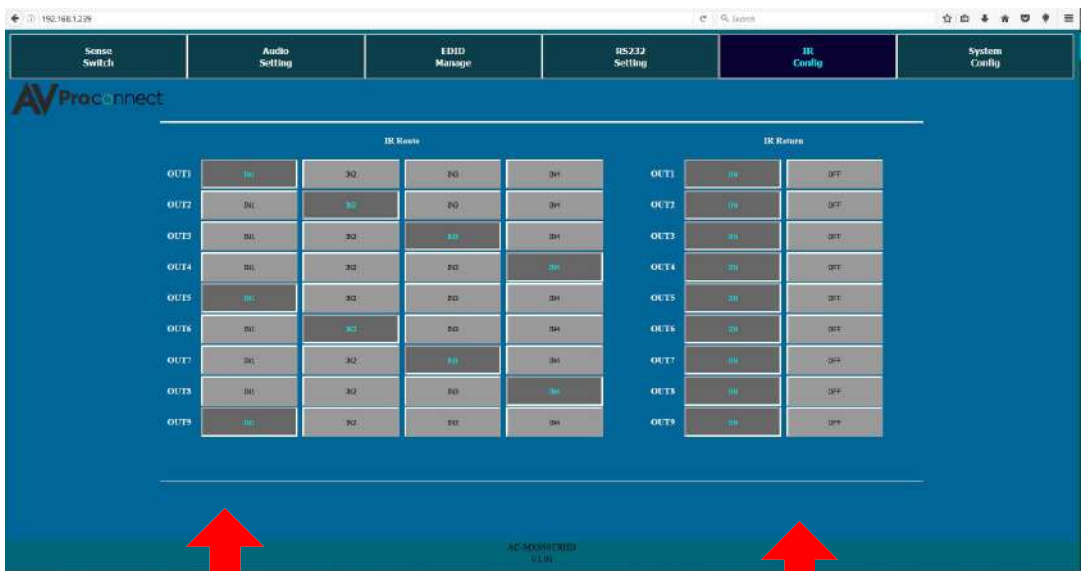 192.168.1.239
Search
Sense Switch
Audio Setting
EDID Manage
RS232 Setting
IR Config
System Config
AVProconnect
IR Route
IR Return
OUT1 IN1 IN2 IN3 IN4 OUT1 ON OFF
OUT2 IN1 IN2 IN3 IN4 OUT2 ON OFF
OUT3 IN1 IN2 IN3 IN4 OUT3 ON OFF
OUT4 IN1 IN2 IN3 IN4 OUT4 ON OFF
OUT5 IN1 IN2 IN3 IN4 OUT5 ON OFF
OUT6 IN1 IN2 IN3 IN4 OUT6 ON OFF
OUT7 IN1 IN2 IN3 IN4 OUT7 ON OFF
OUT8 IN1 IN2 IN3 IN4 OUT8 ON OFF
OUT9 IN1 IN2 IN3 IN4 OUT9 ON OFF